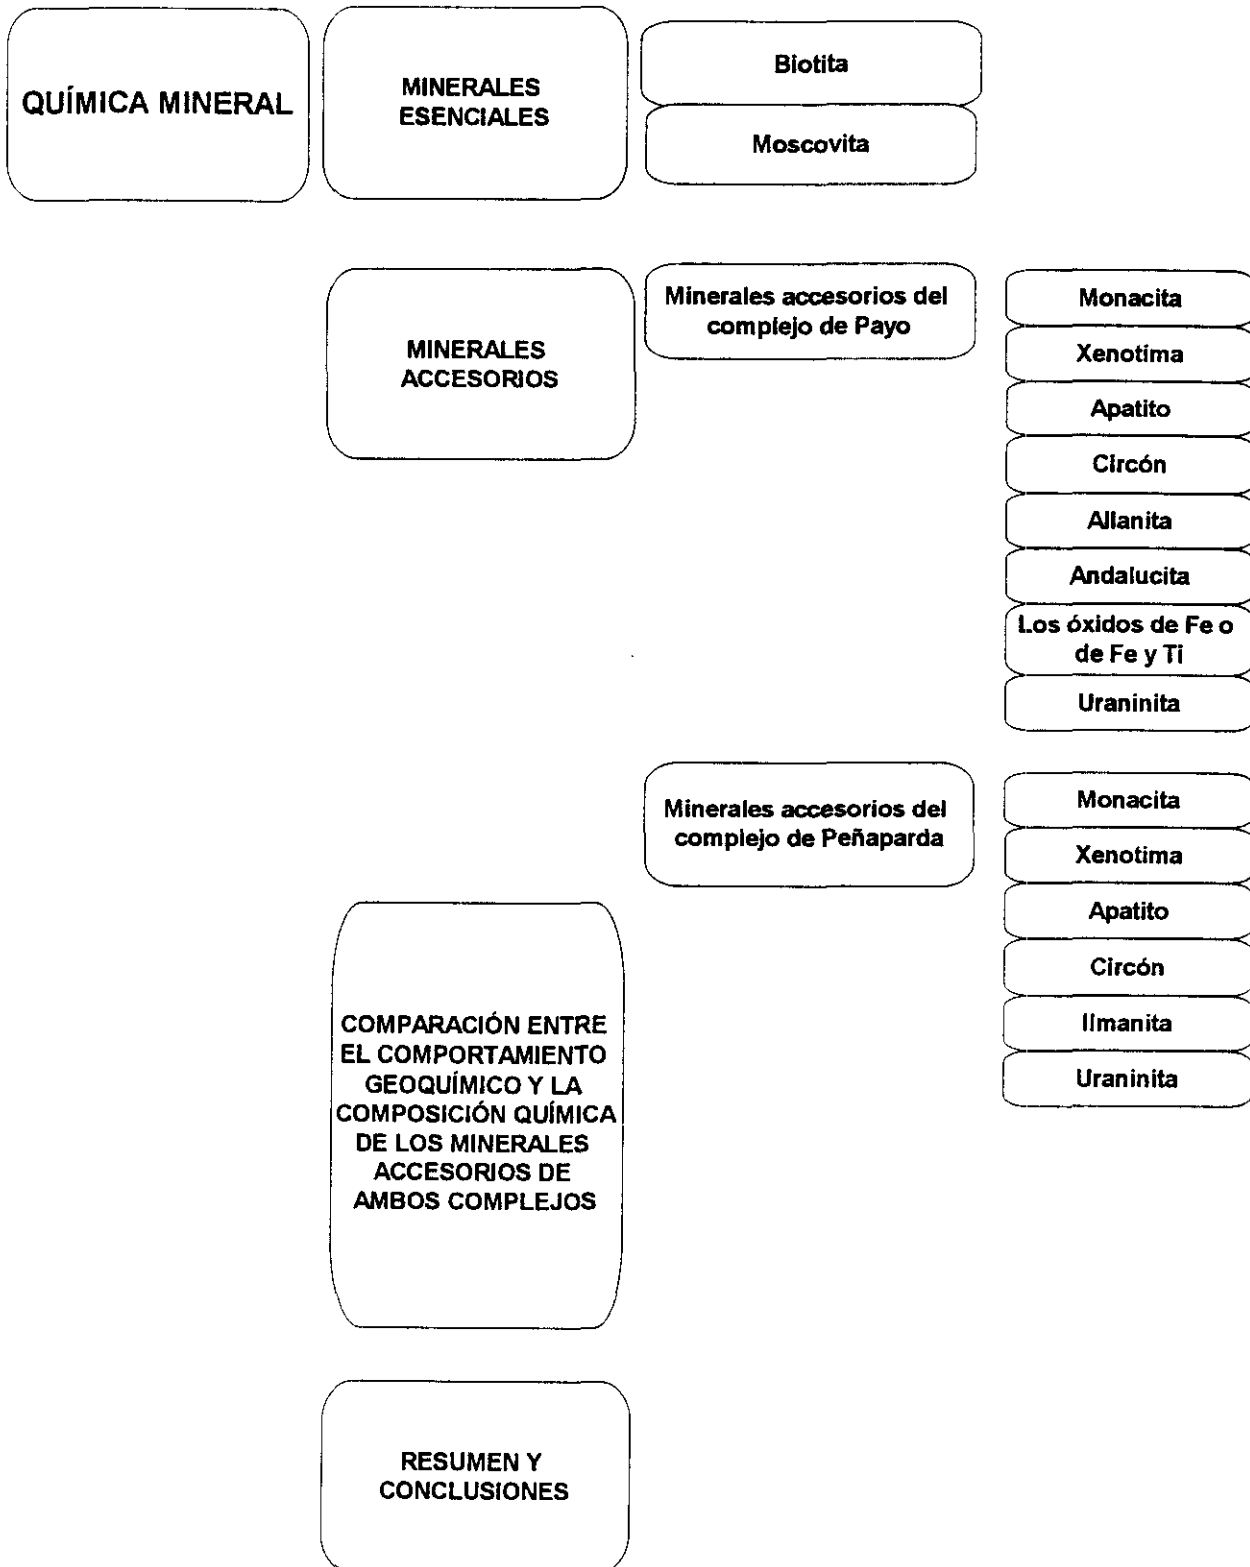 QUÍMICA MINERAL
MINERALES
ESENCIALES
Biotita
Moscovita
MINERALES
ACCESORIOS
Minerales accesorios del
complejo de Payo
Monacita
Xenotima
Apatito
Circón
Allanita
Andalucita
Los óxidos de Fe o
de Fe y Ti
Uraninita
Minerales accesorios del
complejo de Peñaparda
Monacita
Xenotima
Apatito
Circón
Ilmanita
Uraninita
COMPARACIÓN ENTRE
EL COMPORTAMIENTO
GEOQUÍMICO Y LA
COMPOSICIÓN QUÍMICA
DE LOS MINERALES
ACCESORIOS DE
AMBOS COMPLEJOS
RESUMEN Y
CONCLUSIONES